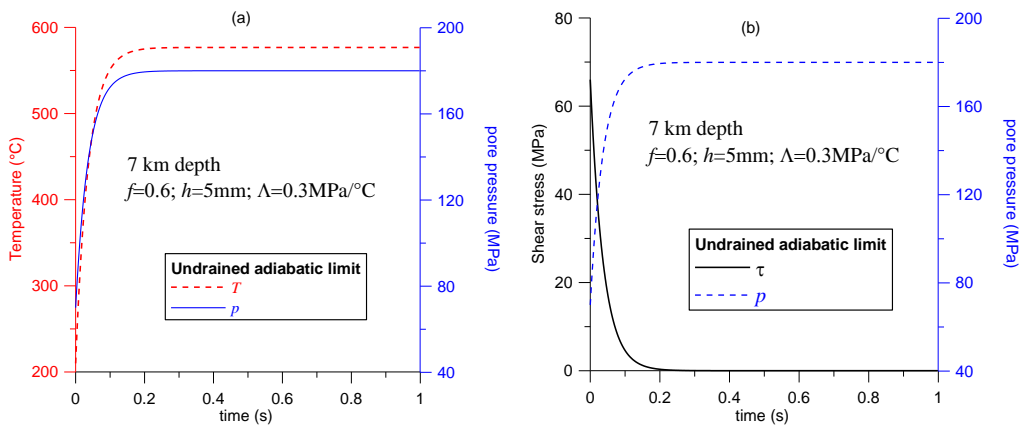 (a)
600
500
400
300
200
Temperature (°C)
200
160
120
80
40
pore pressure (MPa)
7 km depth
f=0.6; h=5mm; Λ=0.3MPa/°C
Undrained adiabatic limit
T
p
0
0.2
0.4
0.6
0.8
1
time (s)
(b)
80
60
40
20
0
Shear stress (MPa)
200
160
120
80
40
pore pressure (MPa)
7 km depth
f=0.6; h=5mm; Λ=0.3MPa/°C
Undrained adiabatic limit
τ
p
0
0.2
0.4
0.6
0.8
1
time (s)